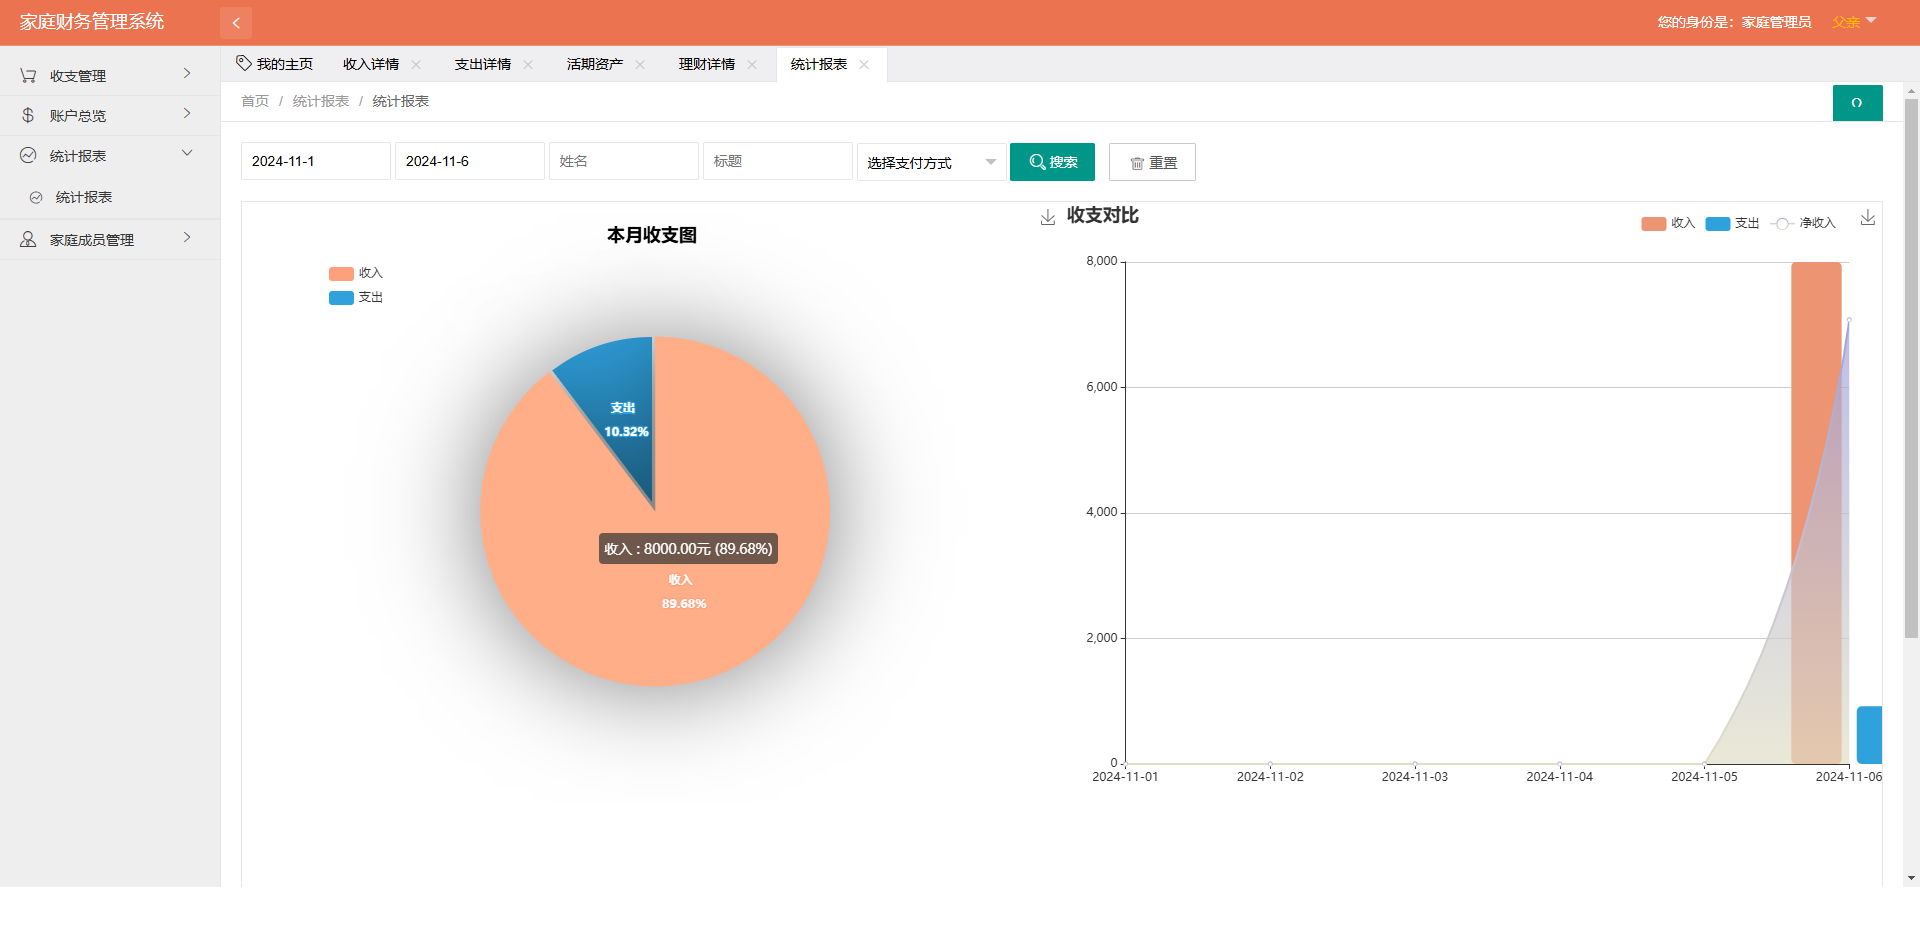 家庭财务管理系统
您的身份是：家庭管理员 父亲
收支管理
账户总览
统计报表
统计报表
家庭成员管理
我的主页 收入详情 支出详情 活期资产 理财详情 统计报表
首页 / 统计报表 / 统计报表
2024-11-1 2024-11-6 姓名 标题 选择支付方式 搜索 重置
本月收支图
收入
支出
支出
10.32%
收入 : 8000.00元 (89.68%)
收入
89.68%
收支对比
收入 支出 净收入
8,000
6,000
4,000
2,000
0
2024-11-01 2024-11-02 2024-11-03 2024-11-04 2024-11-05 2024-11-06